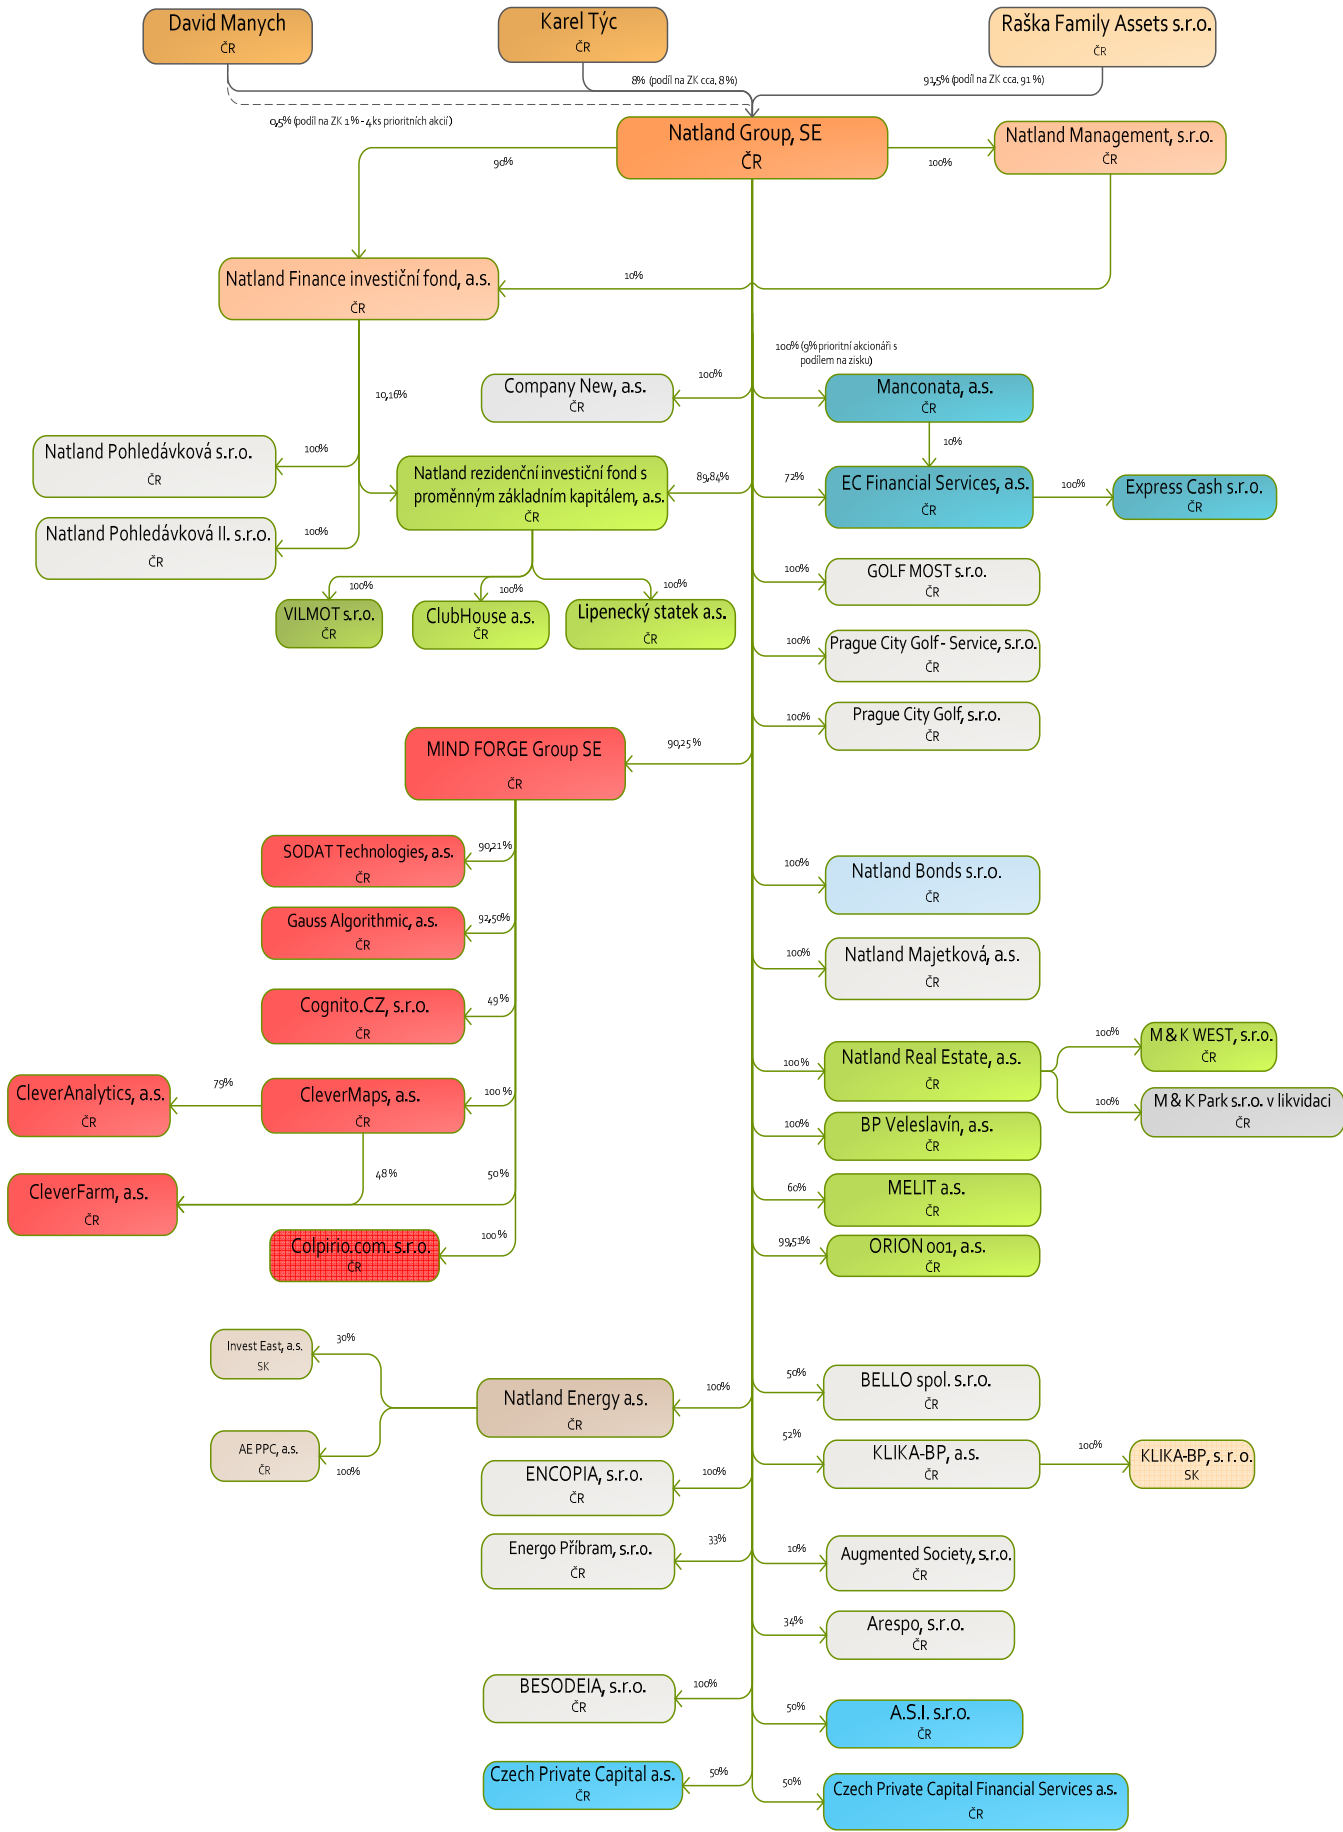 David Manych
ČR
Karel Týc
ČR
Raška Family Assets s.r.o.
ČR
8% (podíl na ZK cca. 8%)
91,5% (podíl na ZK cca. 91 %)
0,5% (podíl na ZK 1 % - 4 ks prioritních akcií)
Natland Group, SE
ČR
Natland Management, s.r.o.
ČR
90%
100%
Natland Finance investiční fond, a.s.
ČR
10%
100% (9% prioritní akcionáři s
podílem na zisku)
Company New, a.s.
ČR
100%
Manconata, a.s.
ČR
10,16%
10%
Natland Pohledávková s.r.o.
ČR
100%
Natland rezidenční investiční fond s
proměnným základním kapitálem, a.s.
ČR
89,84%
72%
EC Financial Services, a.s.
ČR
100%
Express Cash s.r.o.
ČR
Natland Pohledávková II. s.r.o.
ČR
100%
100%
100%
100%
VILMOT s.r.o.
ČR
ClubHouse a.s.
ČR
Lipenecký statek a.s.
ČR
100%
GOLF MOST s.r.o.
ČR
100%
Prague City Golf - Service, s.r.o.
ČR
100%
Prague City Golf, s.r.o.
ČR
MIND FORGE Group SE
ČR
90,25 %
SODAT Technologies, a.s.
ČR
90,21 %
100%
Natland Bonds s.r.o.
ČR
Gauss Algorithmic, a.s.
ČR
92,50%
100%
Natland Majetková, a.s.
ČR
Cognito.CZ, s.r.o.
ČR
49 %
100 %
Natland Real Estate, a.s.
ČR
100%
M & K WEST, s.r.o.
ČR
100%
M & K Park s.r.o. v likvidaci
ČR
CleverAnalytics, a.s.
ČR
79%
CleverMaps, a.s.
ČR
100 %
100%
BP Veleslavín, a.s.
ČR
CleverFarm, a.s.
ČR
48 %
50%
60%
MELIT a.s.
ČR
Colpirio.com. s.r.o.
ČR
100 %
99,51%
ORION 001, a.s.
ČR
Invest East, a.s.
SK
30%
Natland Energy a.s.
ČR
100%
50%
BELLO spol. s.r.o.
ČR
AE PPC, a.s.
ČR
100%
52%
KLIKA-BP, a.s.
ČR
100%
KLIKA-BP, s. r. o.
SK
ENCOPIA, s.r.o.
ČR
100%
Energo Příbram, s.r.o.
ČR
33%
10%
Augmented Society, s.r.o.
ČR
34%
Arespo, s.r.o.
ČR
BESODEIA, s.r.o.
ČR
100%
50%
A.S.I. s.r.o.
ČR
Czech Private Capital a.s.
ČR
50%
50%
Czech Private Capital Financial Services a.s.
ČR